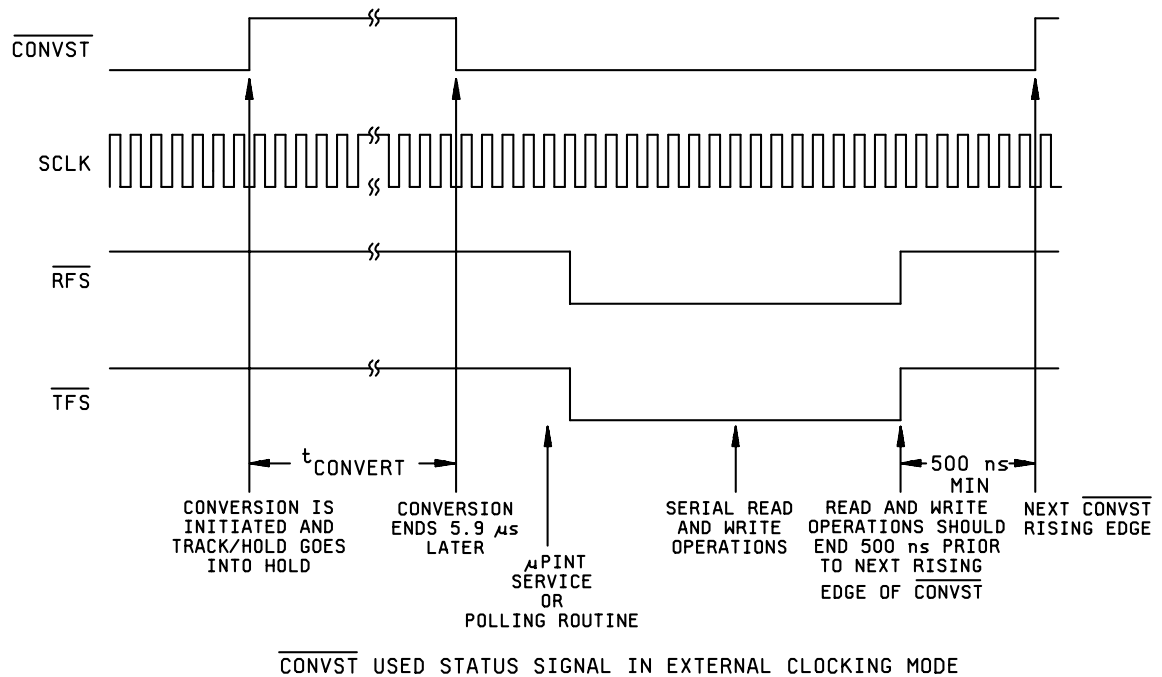 CONVST
SCLK
RFS
TFS
tCONVERT
500 ns
MIN
CONVERSION IS
INITIATED AND
TRACK/HOLD GOES
INTO HOLD
CONVERSION
ENDS 5.9 µs
LATER
µPINT
SERVICE
OR
POLLING ROUTINE
SERIAL READ
AND WRITE
OPERATIONS
READ AND WRITE
OPERATIONS SHOULD
END 500 ns PRIOR
TO NEXT RISING
EDGE OF CONVST
NEXT CONVST
RISING EDGE
CONVST USED STATUS SIGNAL IN EXTERNAL CLOCKING MODE